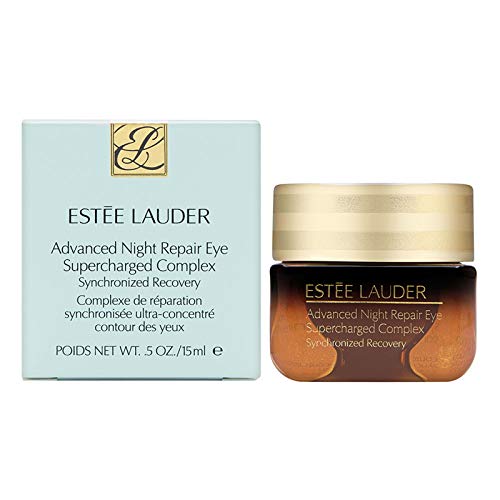 EL
ESTĒE LAUDER
Advanced Night Repair Eye
Supercharged Complex
Synchronized Recovery
Complexe de réparation
synchronisée ultra-concentré
contour des yeux
POIDS NET WT. .5 OZ./15ml ℮
ESTĒE LAUDER
Advanced Night Repair Eye
Supercharged Complex
Synchronized Recovery